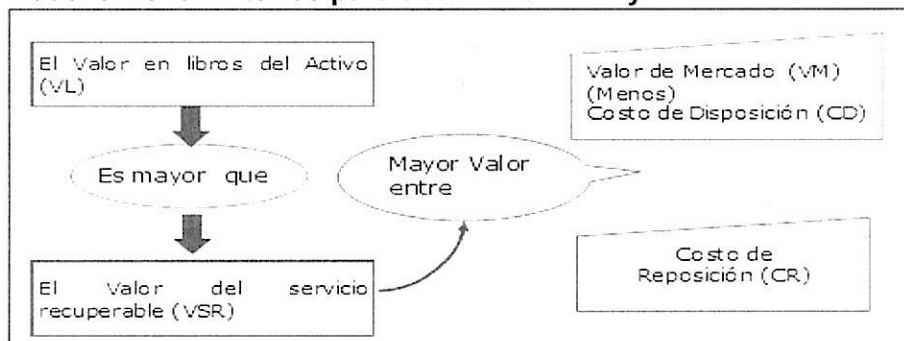 El Valor en libros del Activo
(VL)
Es mayor que
El Valor del servicio
recuperable (VSR)
Mayor Valor
entre
Valor de Mercado (VM)
(Menos)
Costo de Disposición (CD)
Costo de
Reposición (CR)